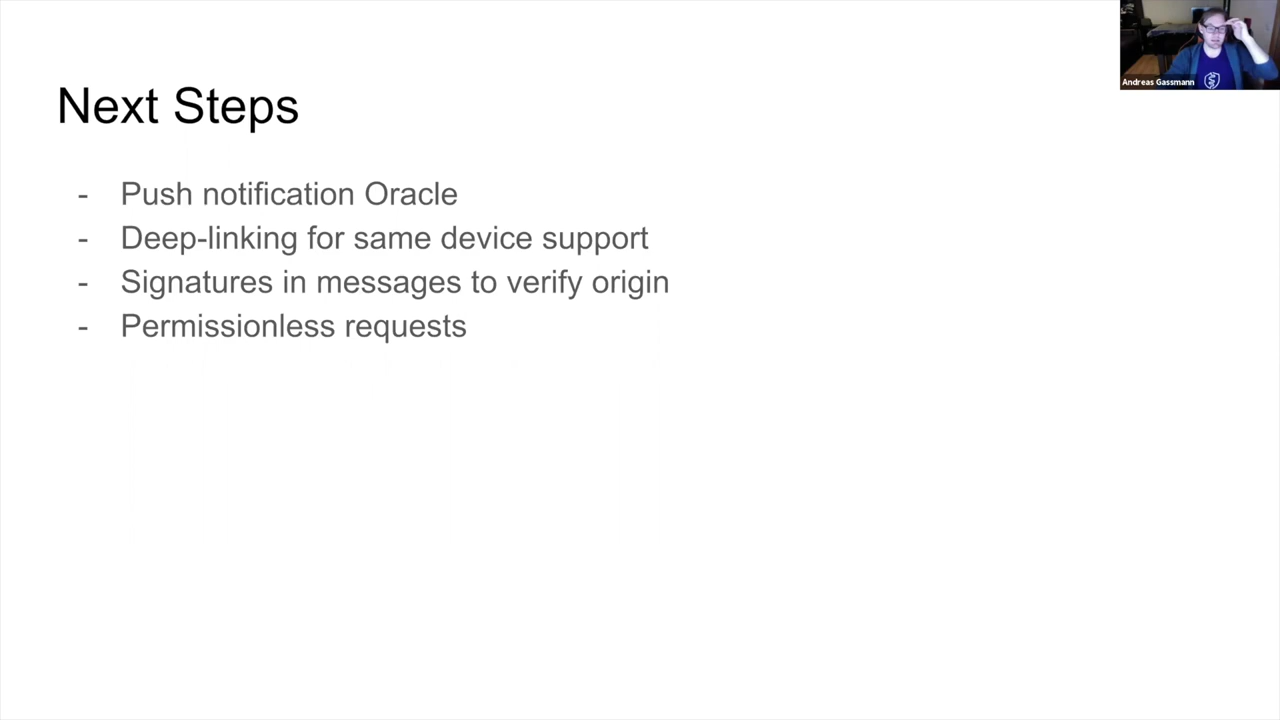 Next Steps
- Push notification Oracle
- Deep-linking for same device support
- Signatures in messages to verify origin
- Permissionless requests
Andreas Gassmann